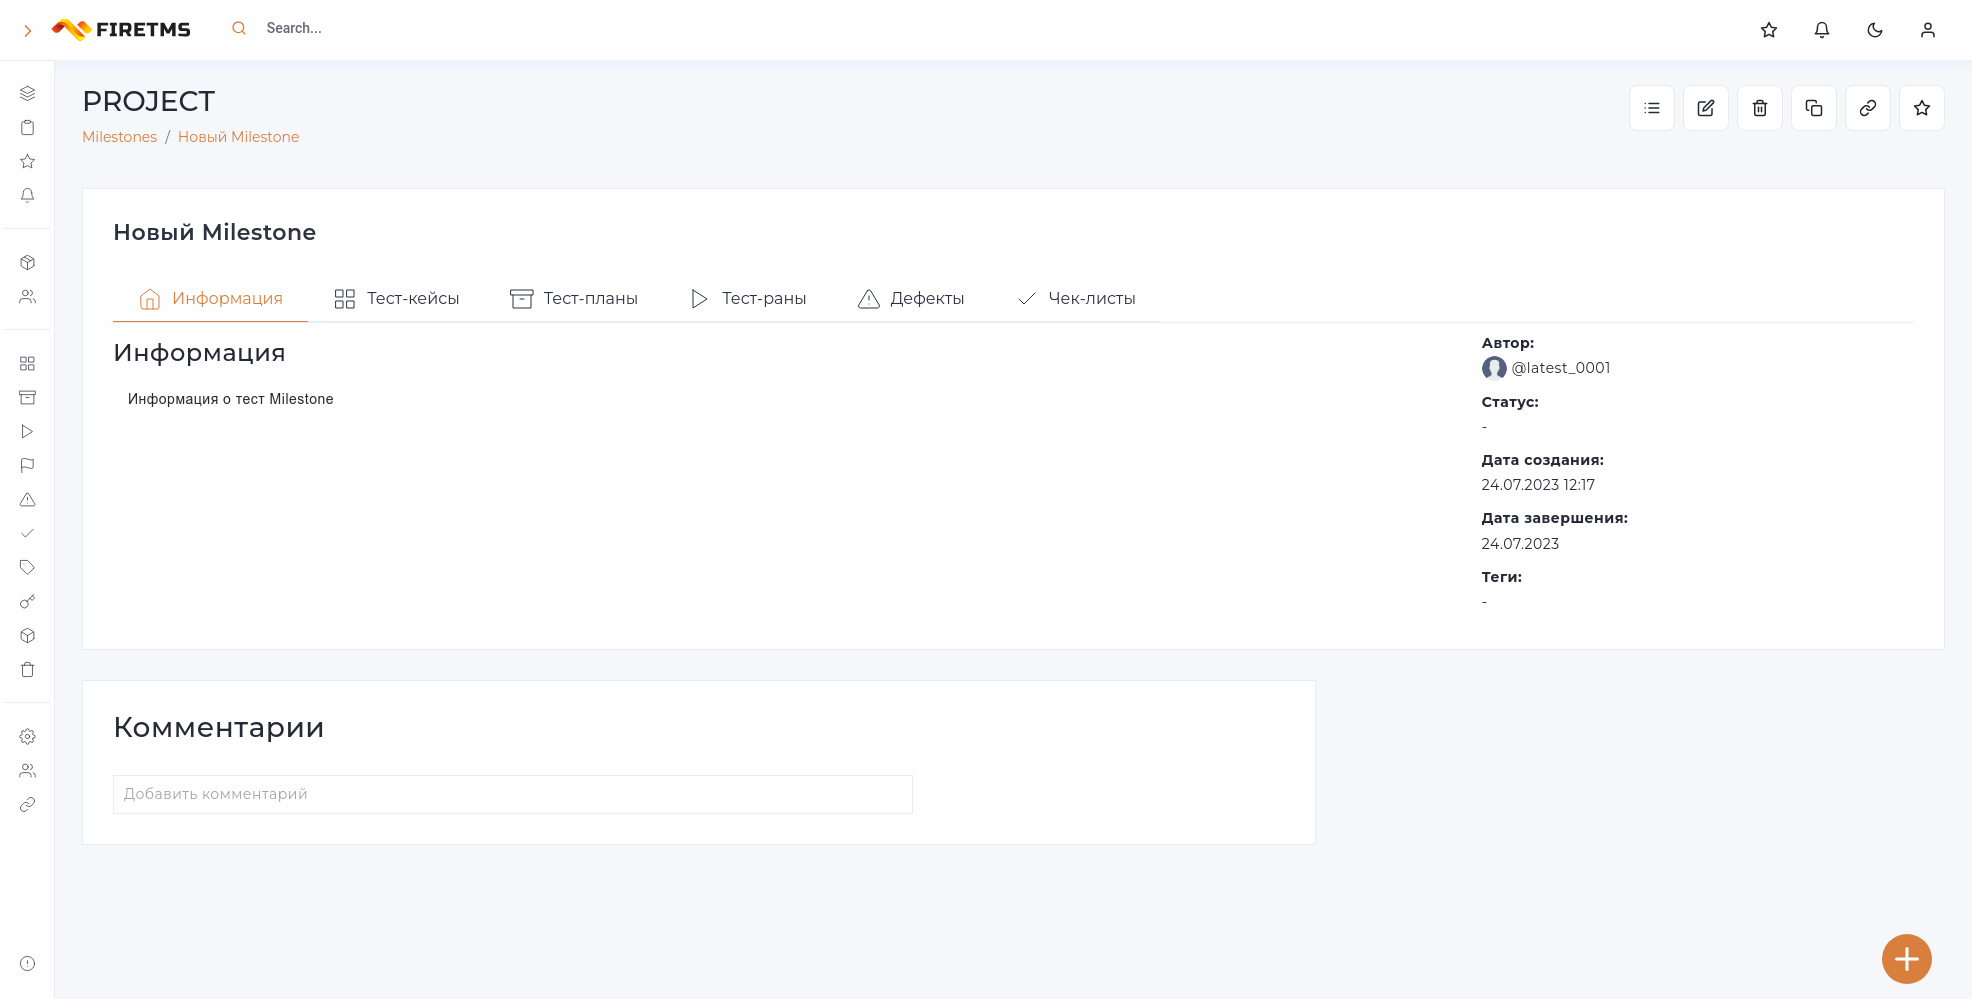 FIRETMS
Search...
PROJECT
Milestones / Новый Milestone
Новый Milestone
Информация
Тест-кейсы
Тест-планы
Тест-раны
Дефекты
Чек-листы
Информация
Информация о тест Milestone
Автор:
@latest_0001
Статус:
-
Дата создания:
24.07.2023 12:17
Дата завершения:
24.07.2023
Теги:
-
Комментарии
Добавить комментарий